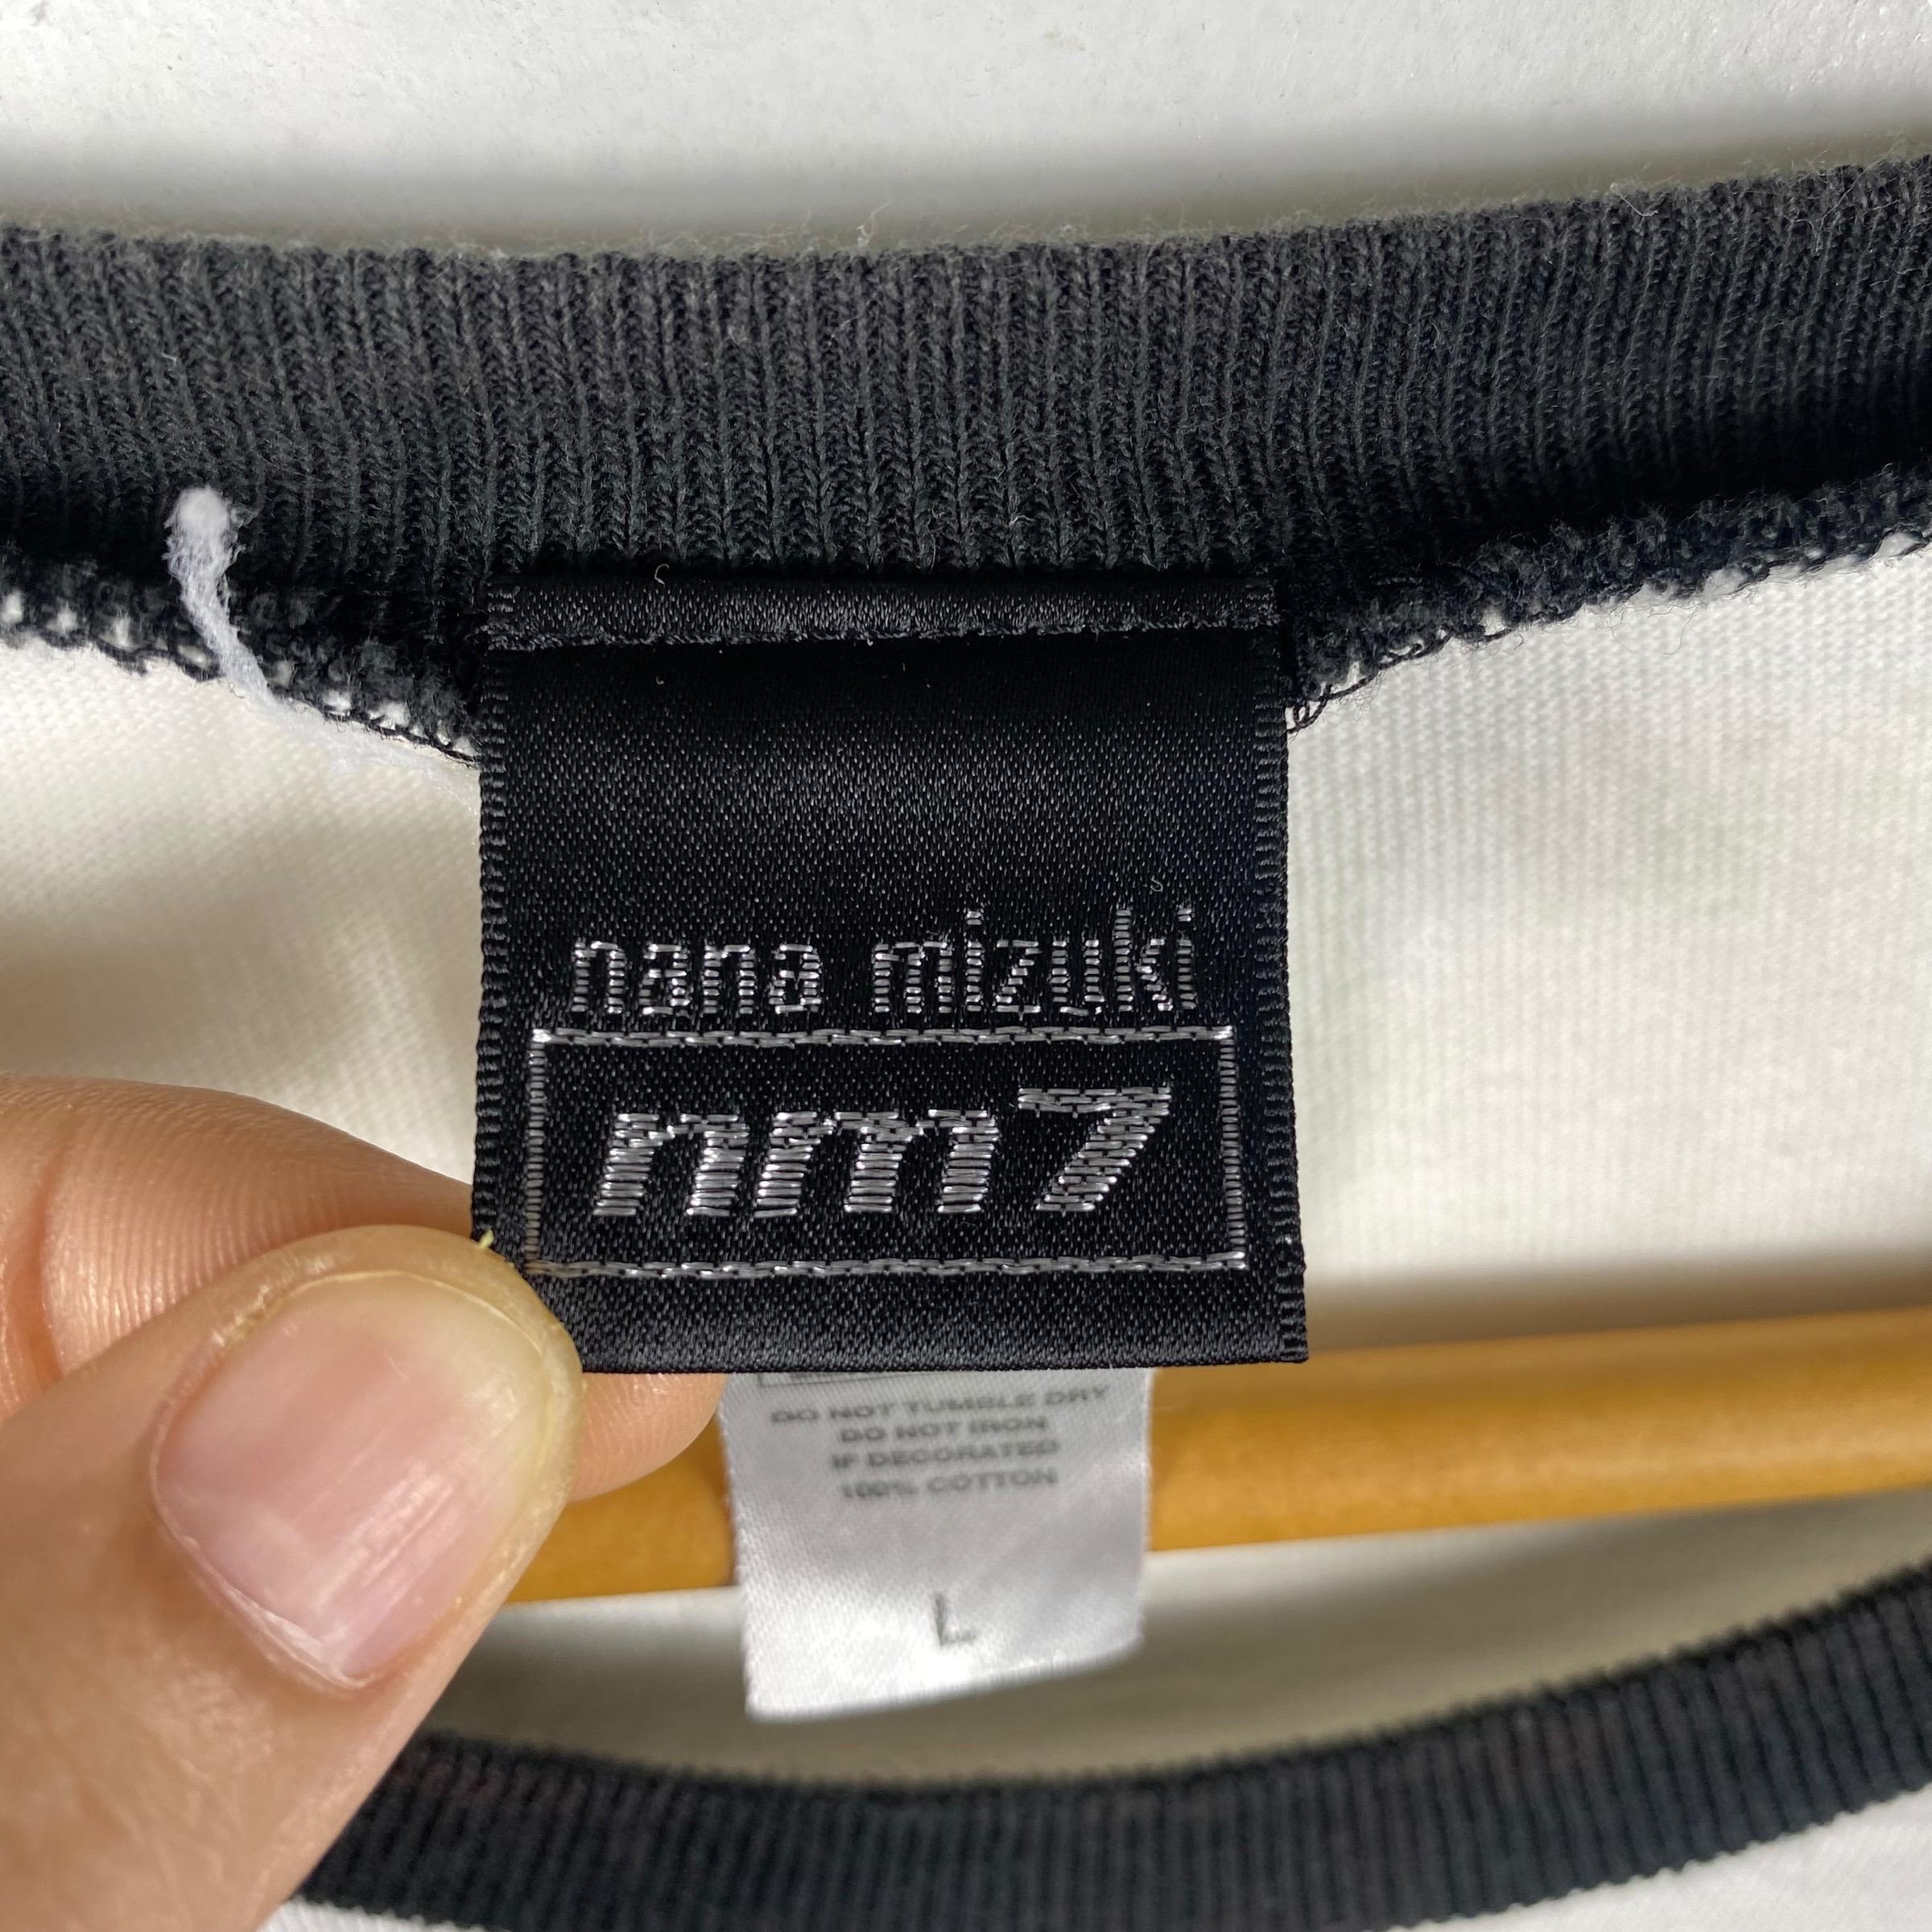 nana mizuki
nm7
DO NOT TUMBLE DRY
DO NOT IRON
IF DECORATED
100% COTTON
L